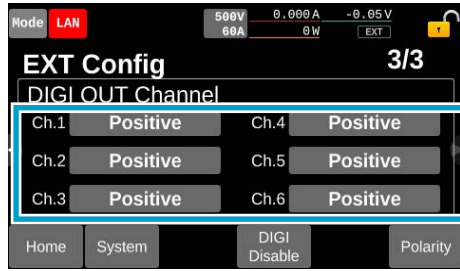 Mode LAN 500V 0.000A -0.05V
60A 0W EXT
EXT Config 3/3
DIGI OUT Channel
Ch.1 Positive Ch.4 Positive
Ch.2 Positive Ch.5 Positive
Ch.3 Positive Ch.6 Positive
Home System DIGI Disable Polarity